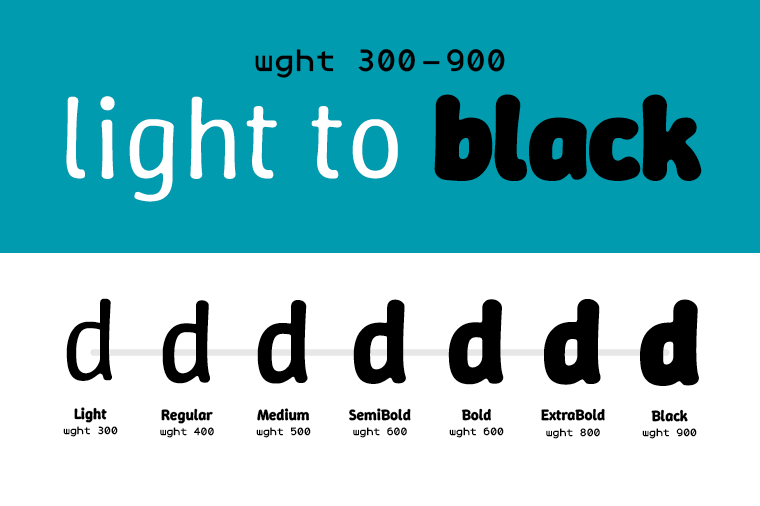 wght 300–900
light to black
d d d d d d d
Light Regular Medium SemiBold Bold ExtraBold Black
wght 300 wght 400 wght 500 wght 600 wght 600 wght 800 wght 900